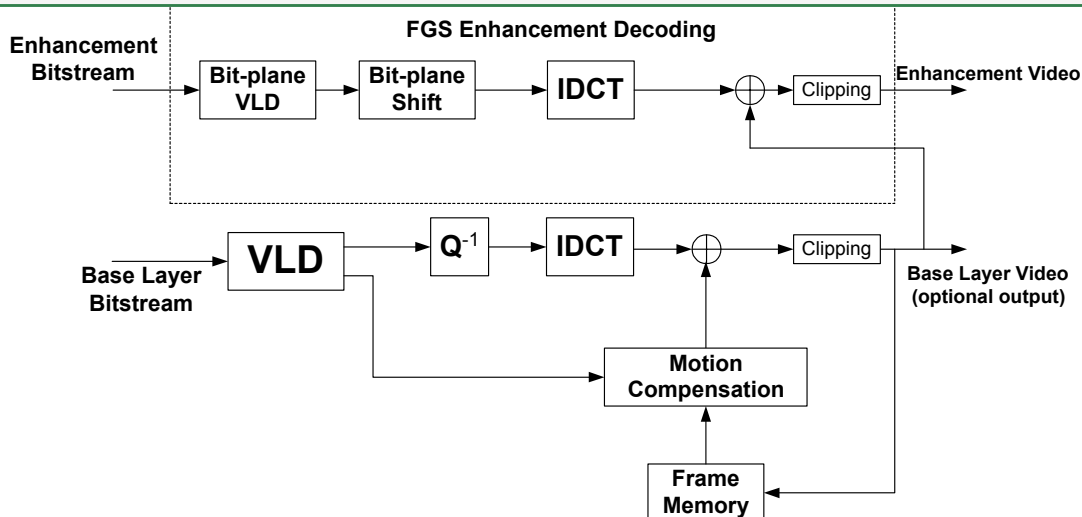 FGS Enhancement Decoding
Enhancement
Bitstream
Bit-plane
VLD
Bit-plane
Shift
IDCT
Clipping
Enhancement Video
Base Layer
Bitstream
VLD
Q-1
IDCT
Clipping
Base Layer Video
(optional output)
Motion
Compensation
Frame
Memory